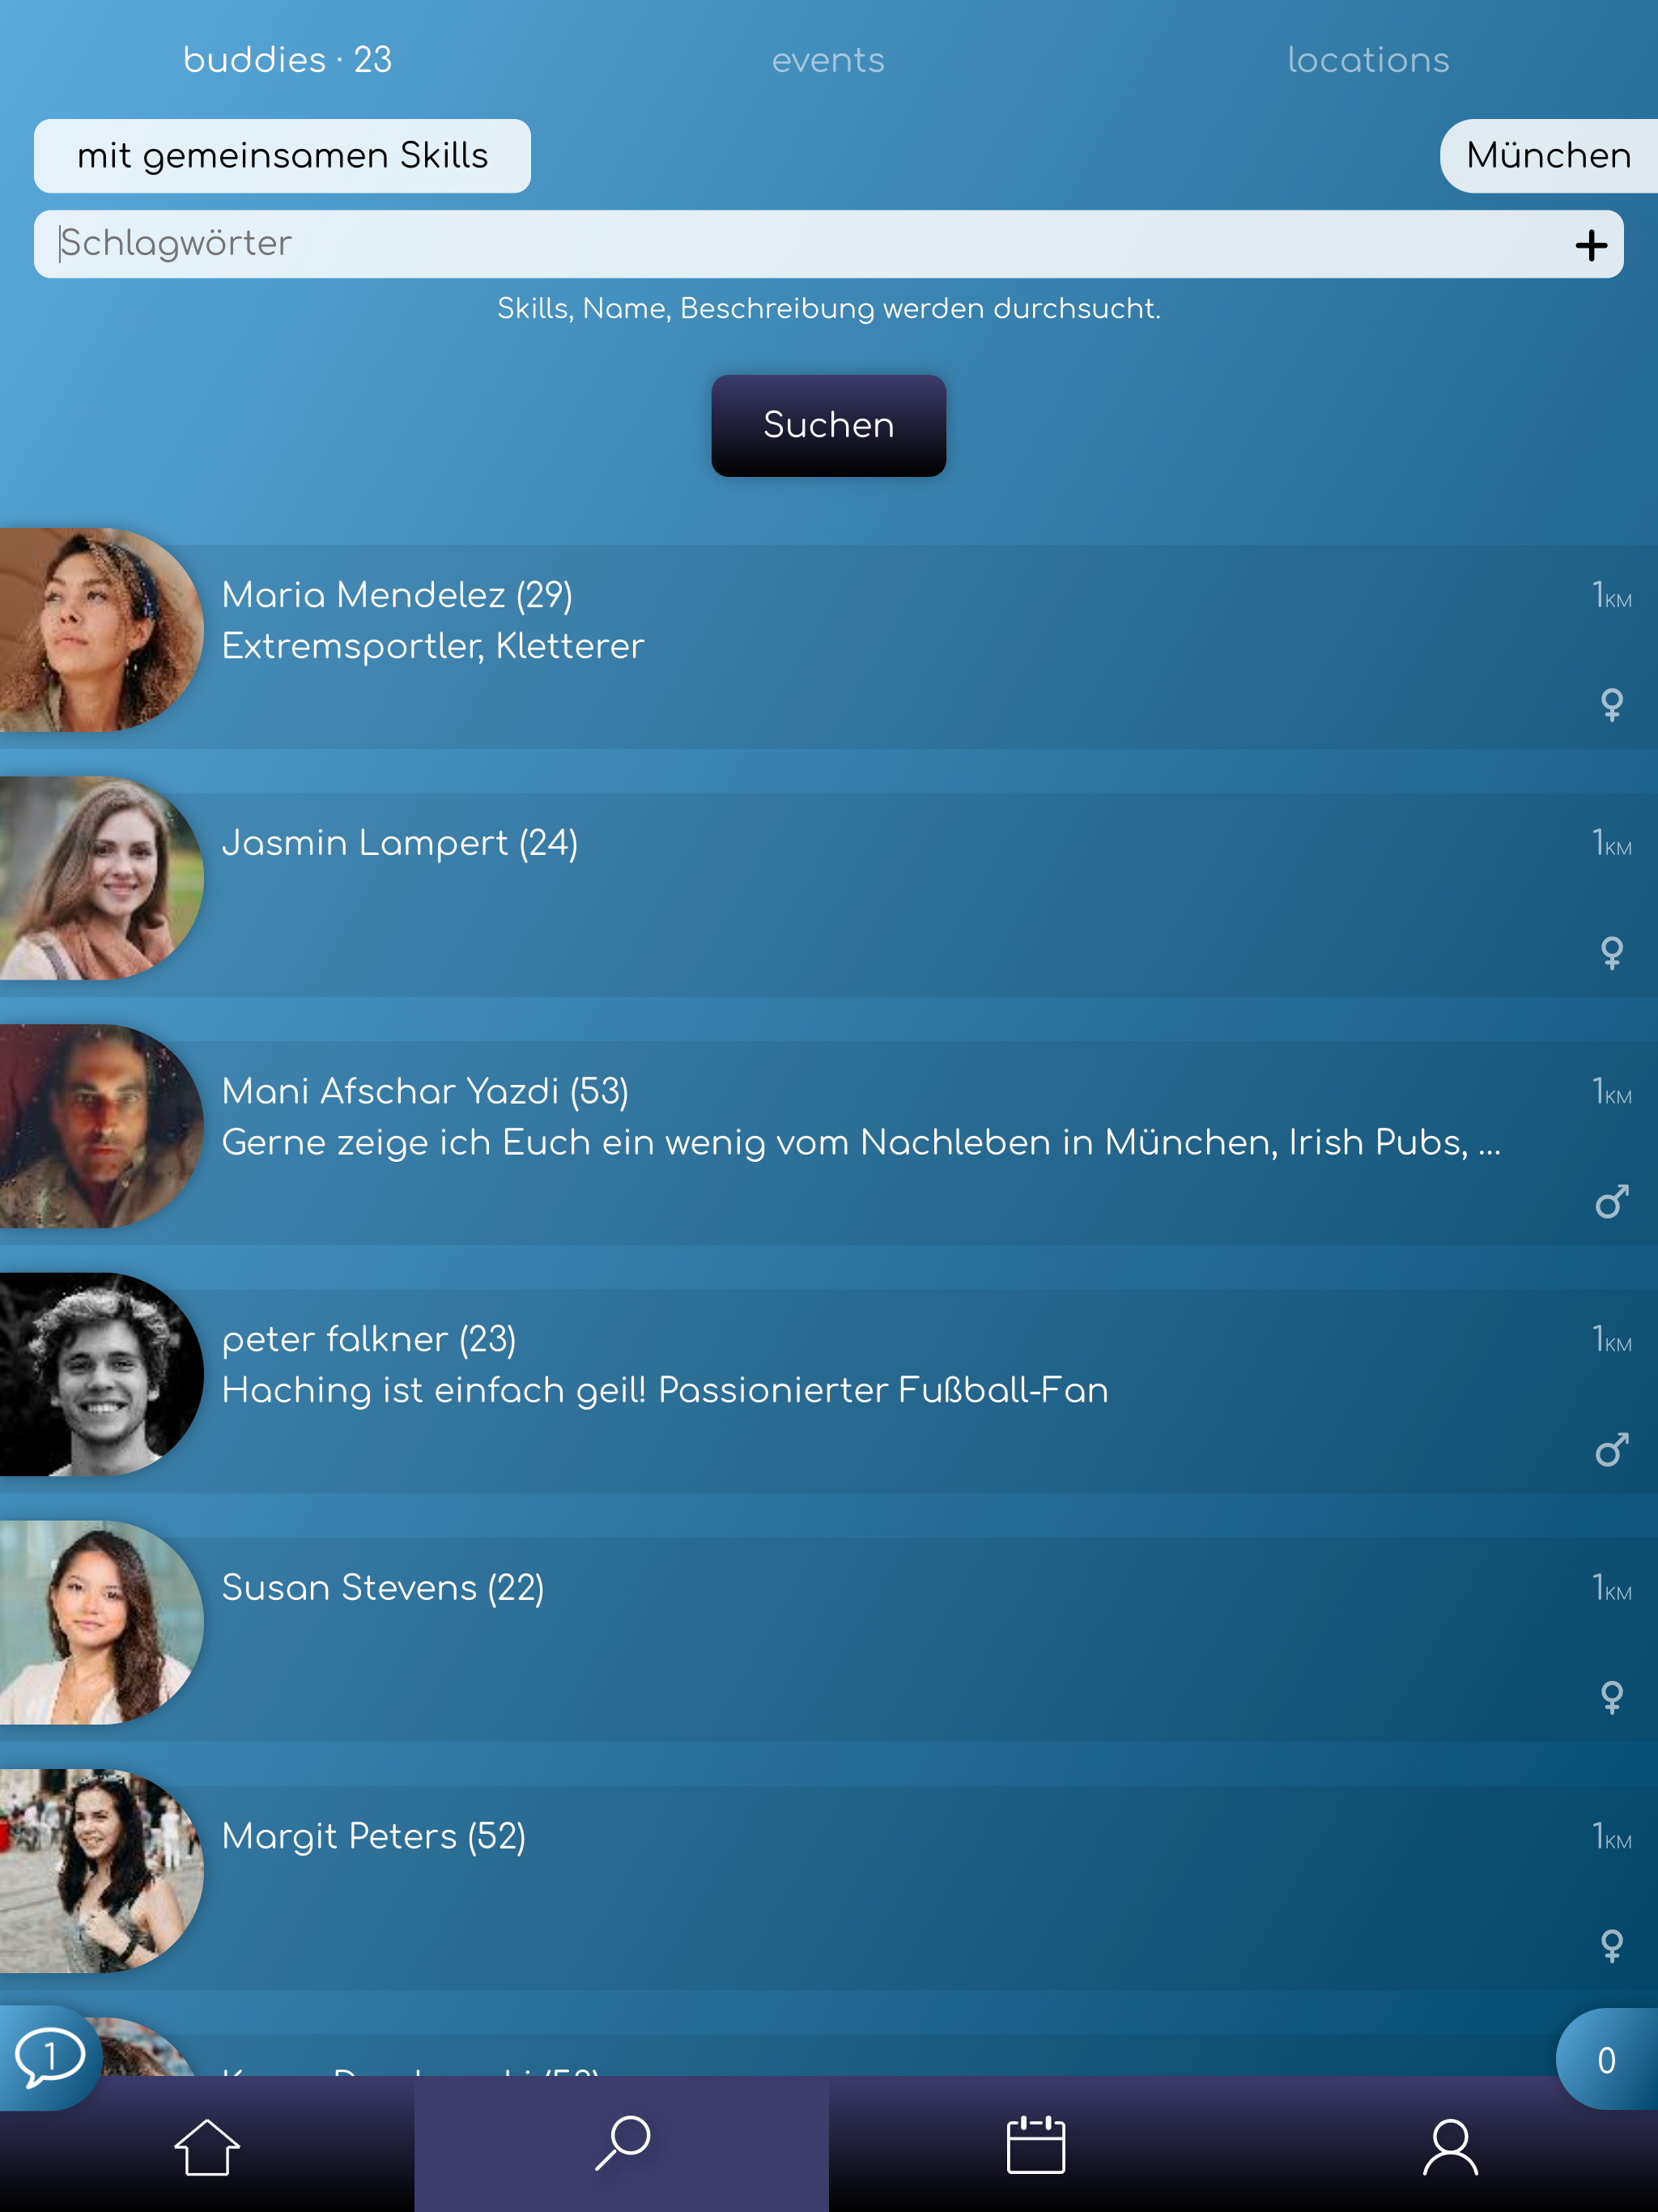 buddies · 23
events
locations
mit gemeinsamen Skills
München
Schlagwörter
Skills, Name, Beschreibung werden durchsucht.
Suchen
Maria Mendelez (29)
1KM
Extremsportler, Kletterer
Jasmin Lampert (24)
1KM
Mani Afschar Yazdi (53)
1KM
Gerne zeige ich Euch ein wenig vom Nachleben in München, Irish Pubs, ...
peter falkner (23)
1KM
Haching ist einfach geil! Passionierter Fußball-Fan
Susan Stevens (22)
1KM
Margit Peters (52)
1KM
1
0